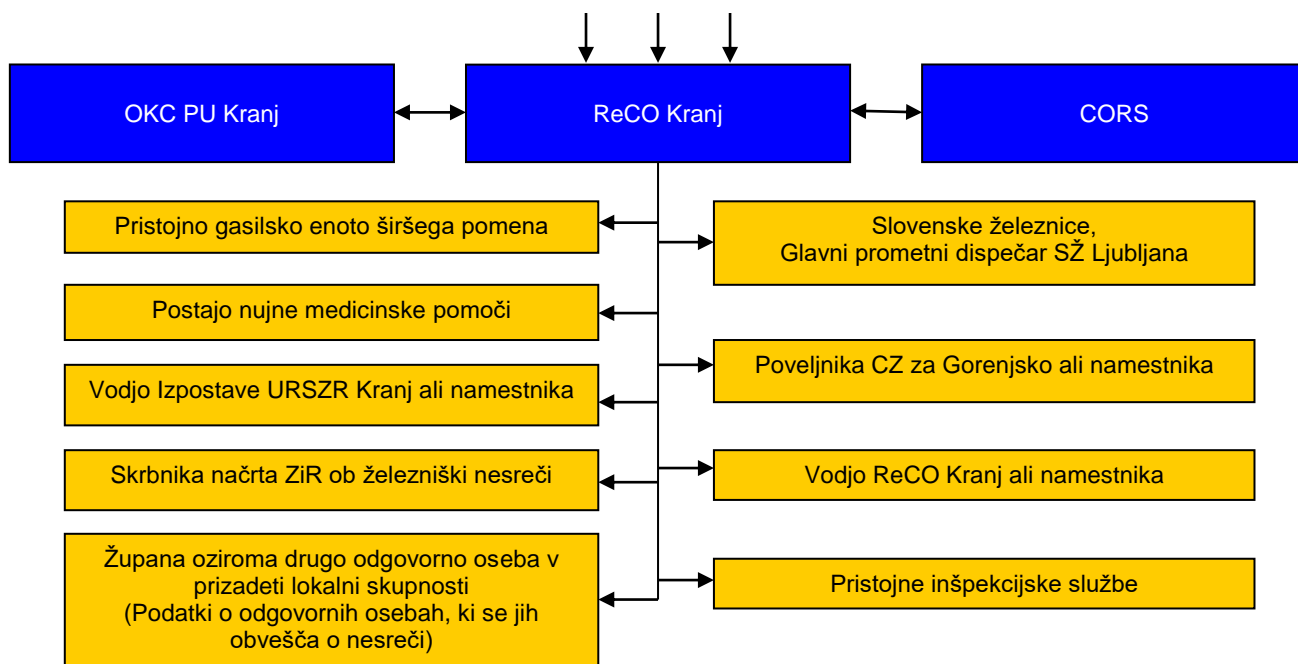 OKC PU Kranj
ReCO Kranj
CORS
Pristojno gasilsko enoto širšega pomena
Slovenske železnice,
Glavni prometni dispečar SŽ Ljubljana
Postajo nujne medicinske pomoči
Poveljnika CZ za Gorenjsko ali namestnika
Vodjo Izpostave URSZR Kranj ali namestnika
Skrbnika načrta ZiR ob železniški nesreči
Vodjo ReCO Kranj ali namestnika
Župana oziroma drugo odgovorno oseba v
prizadeti lokalni skupnosti
(Podatki o odgovornih osebah, ki se jih
obvešča o nesreči)
Pristojne inšpekcijske službe